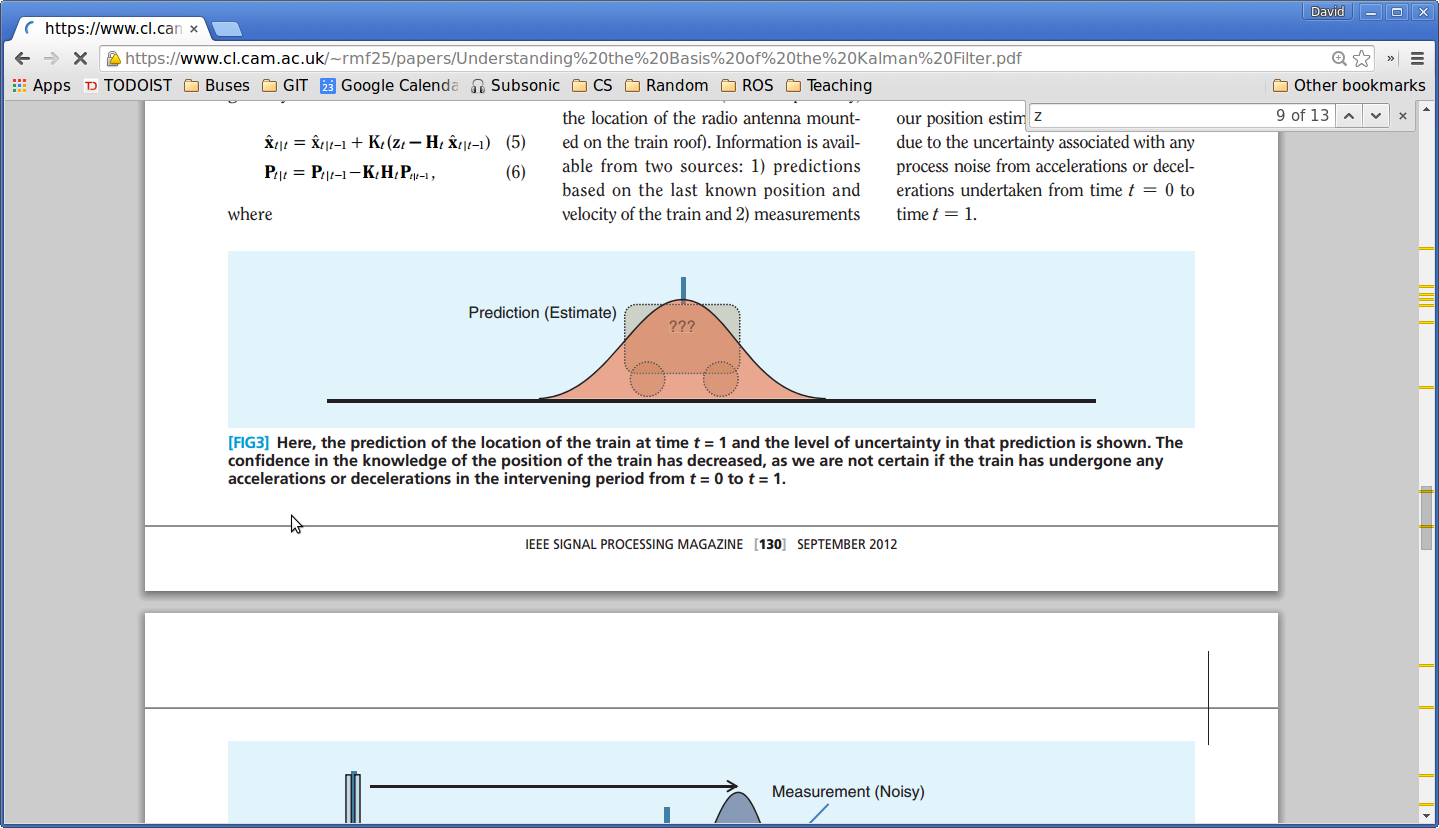 David
https://www.cl.can
https://www.cl.cam.ac.uk/~rmf25/papers/Understanding%20the%20Basis%20of%20the%20Kalman%20Filter.pdf
Apps TODOIST Buses GIT Google Calenda Subsonic CS Random ROS Teaching Other bookmarks
z 9 of 13
x̂t|t = x̂t|t−1 + Kt(zt − Ht x̂t|t−1) (5)
Pt|t = Pt|t−1 − KtHtPt|t−1, (6)
where
the location of the radio antenna mount-
ed on the train roof). Information is avail-
able from two sources: 1) predictions
based on the last known position and
velocity of the train and 2) measurements
our position estim
due to the uncertainty associated with any
process noise from accelerations or decel-
erations undertaken from time t = 0 to
time t = 1.
Prediction (Estimate)
???
[FIG3] Here, the prediction of the location of the train at time t = 1 and the level of uncertainty in that prediction is shown. The
confidence in the knowledge of the position of the train has decreased, as we are not certain if the train has undergone any
accelerations or decelerations in the intervening period from t = 0 to t = 1.
IEEE SIGNAL PROCESSING MAGAZINE [130] SEPTEMBER 2012
Measurement (Noisy)